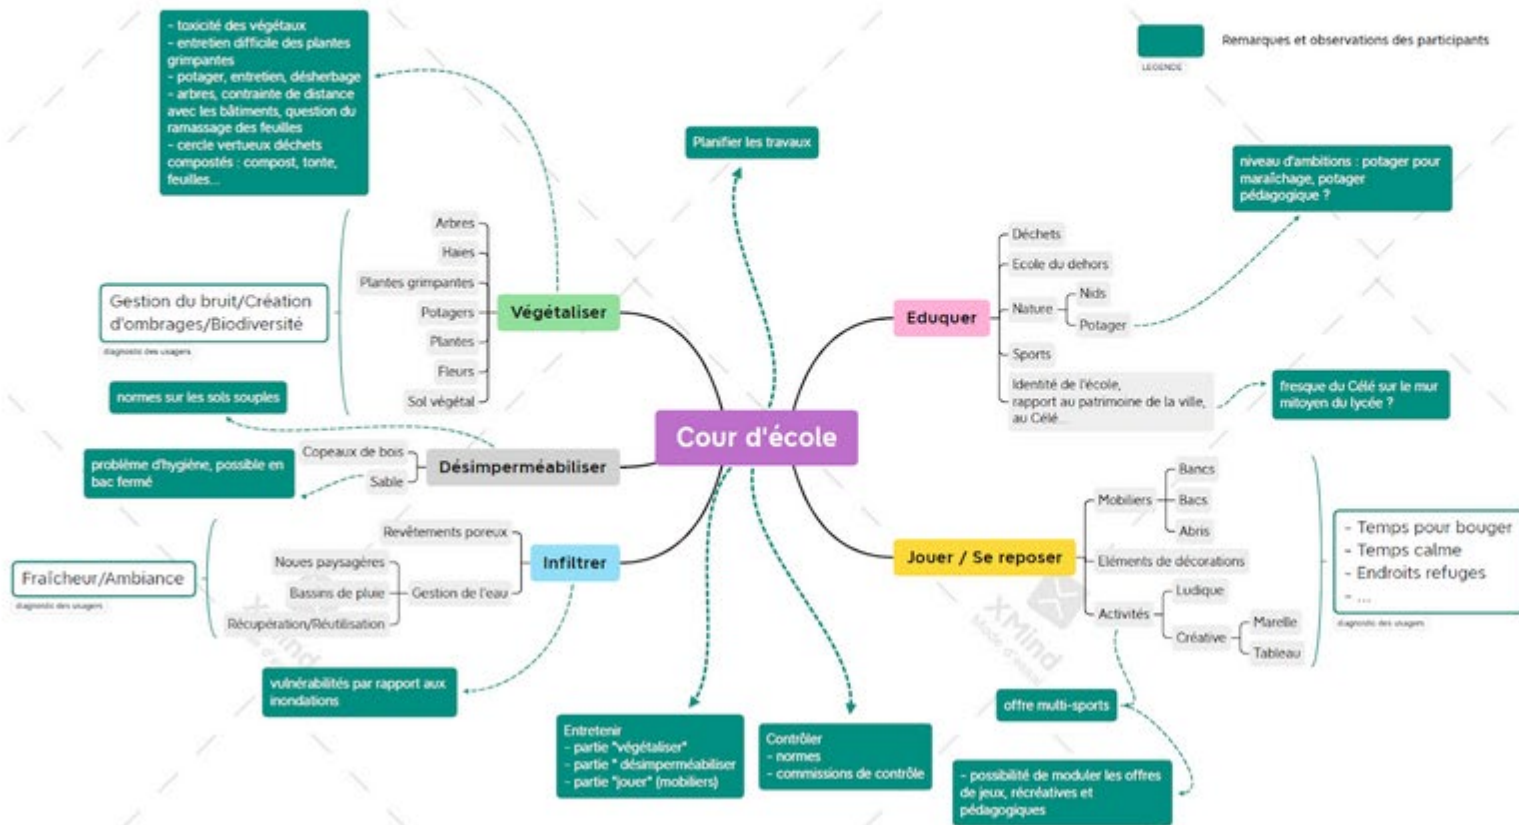 - toxicité des végétaux
- entretien difficile des plantes
grimpantes
- potager, entretien, désherbage
- arbres, contrainte de distance
avec les bâtiments, question du
ramassage des feuilles
- cercle vertueux déchets
compostés : compost, tonte,
feuilles...
Remarques et observations des participants
LEGENDE
Planifier les travaux
niveau d'ambitions : potager pour
maraîchage, potager
pédagogique ?
Arbres
Haies
Plantes grimpantes
Potagers
Plantes
Fleurs
Sol végétal
Végétaliser
Gestion du bruit/Création
d'ombrages/Biodiversité
diagnostic des usagers
Eduquer
Déchets
Ecole du dehors
Nature
Nids
Potager
Sports
Identité de l'école,
rapport au patrimoine de la ville,
au Célé...
fresque du Célé sur le mur
mitoyen du lycée ?
normes sur les sols souples
Cour d'école
Copeaux de bois
Sable
Désimperméabiliser
problème d'hygiène, possible en
bac fermé
Revêtements poreux
Noues paysagères
Bassins de pluie
Récupération/Réutilisation
Gestion de l'eau
Infiltrer
Fraîcheur/Ambiance
diagnostic des usagers
Jouer / Se reposer
Mobiliers
Bancs
Bacs
Abris
Eléments de décorations
Activités
Ludique
Créative
Marelle
Tableau
- Temps pour bouger
- Temps calme
- Endroits refuges
- ...
diagnostic des usagers
vulnérabilités par rapport aux
inondations
Entretenir
- partie "végétaliser"
- partie " désimperméabiliser
- partie "jouer" (mobiliers)
Contrôler
- normes
- commissions de contrôle
offre multi-sports
- possibilité de moduler les offres
de jeux, récréatives et
pédagogiques
XMind
Mode d'essai
XMind
Mode d'essai